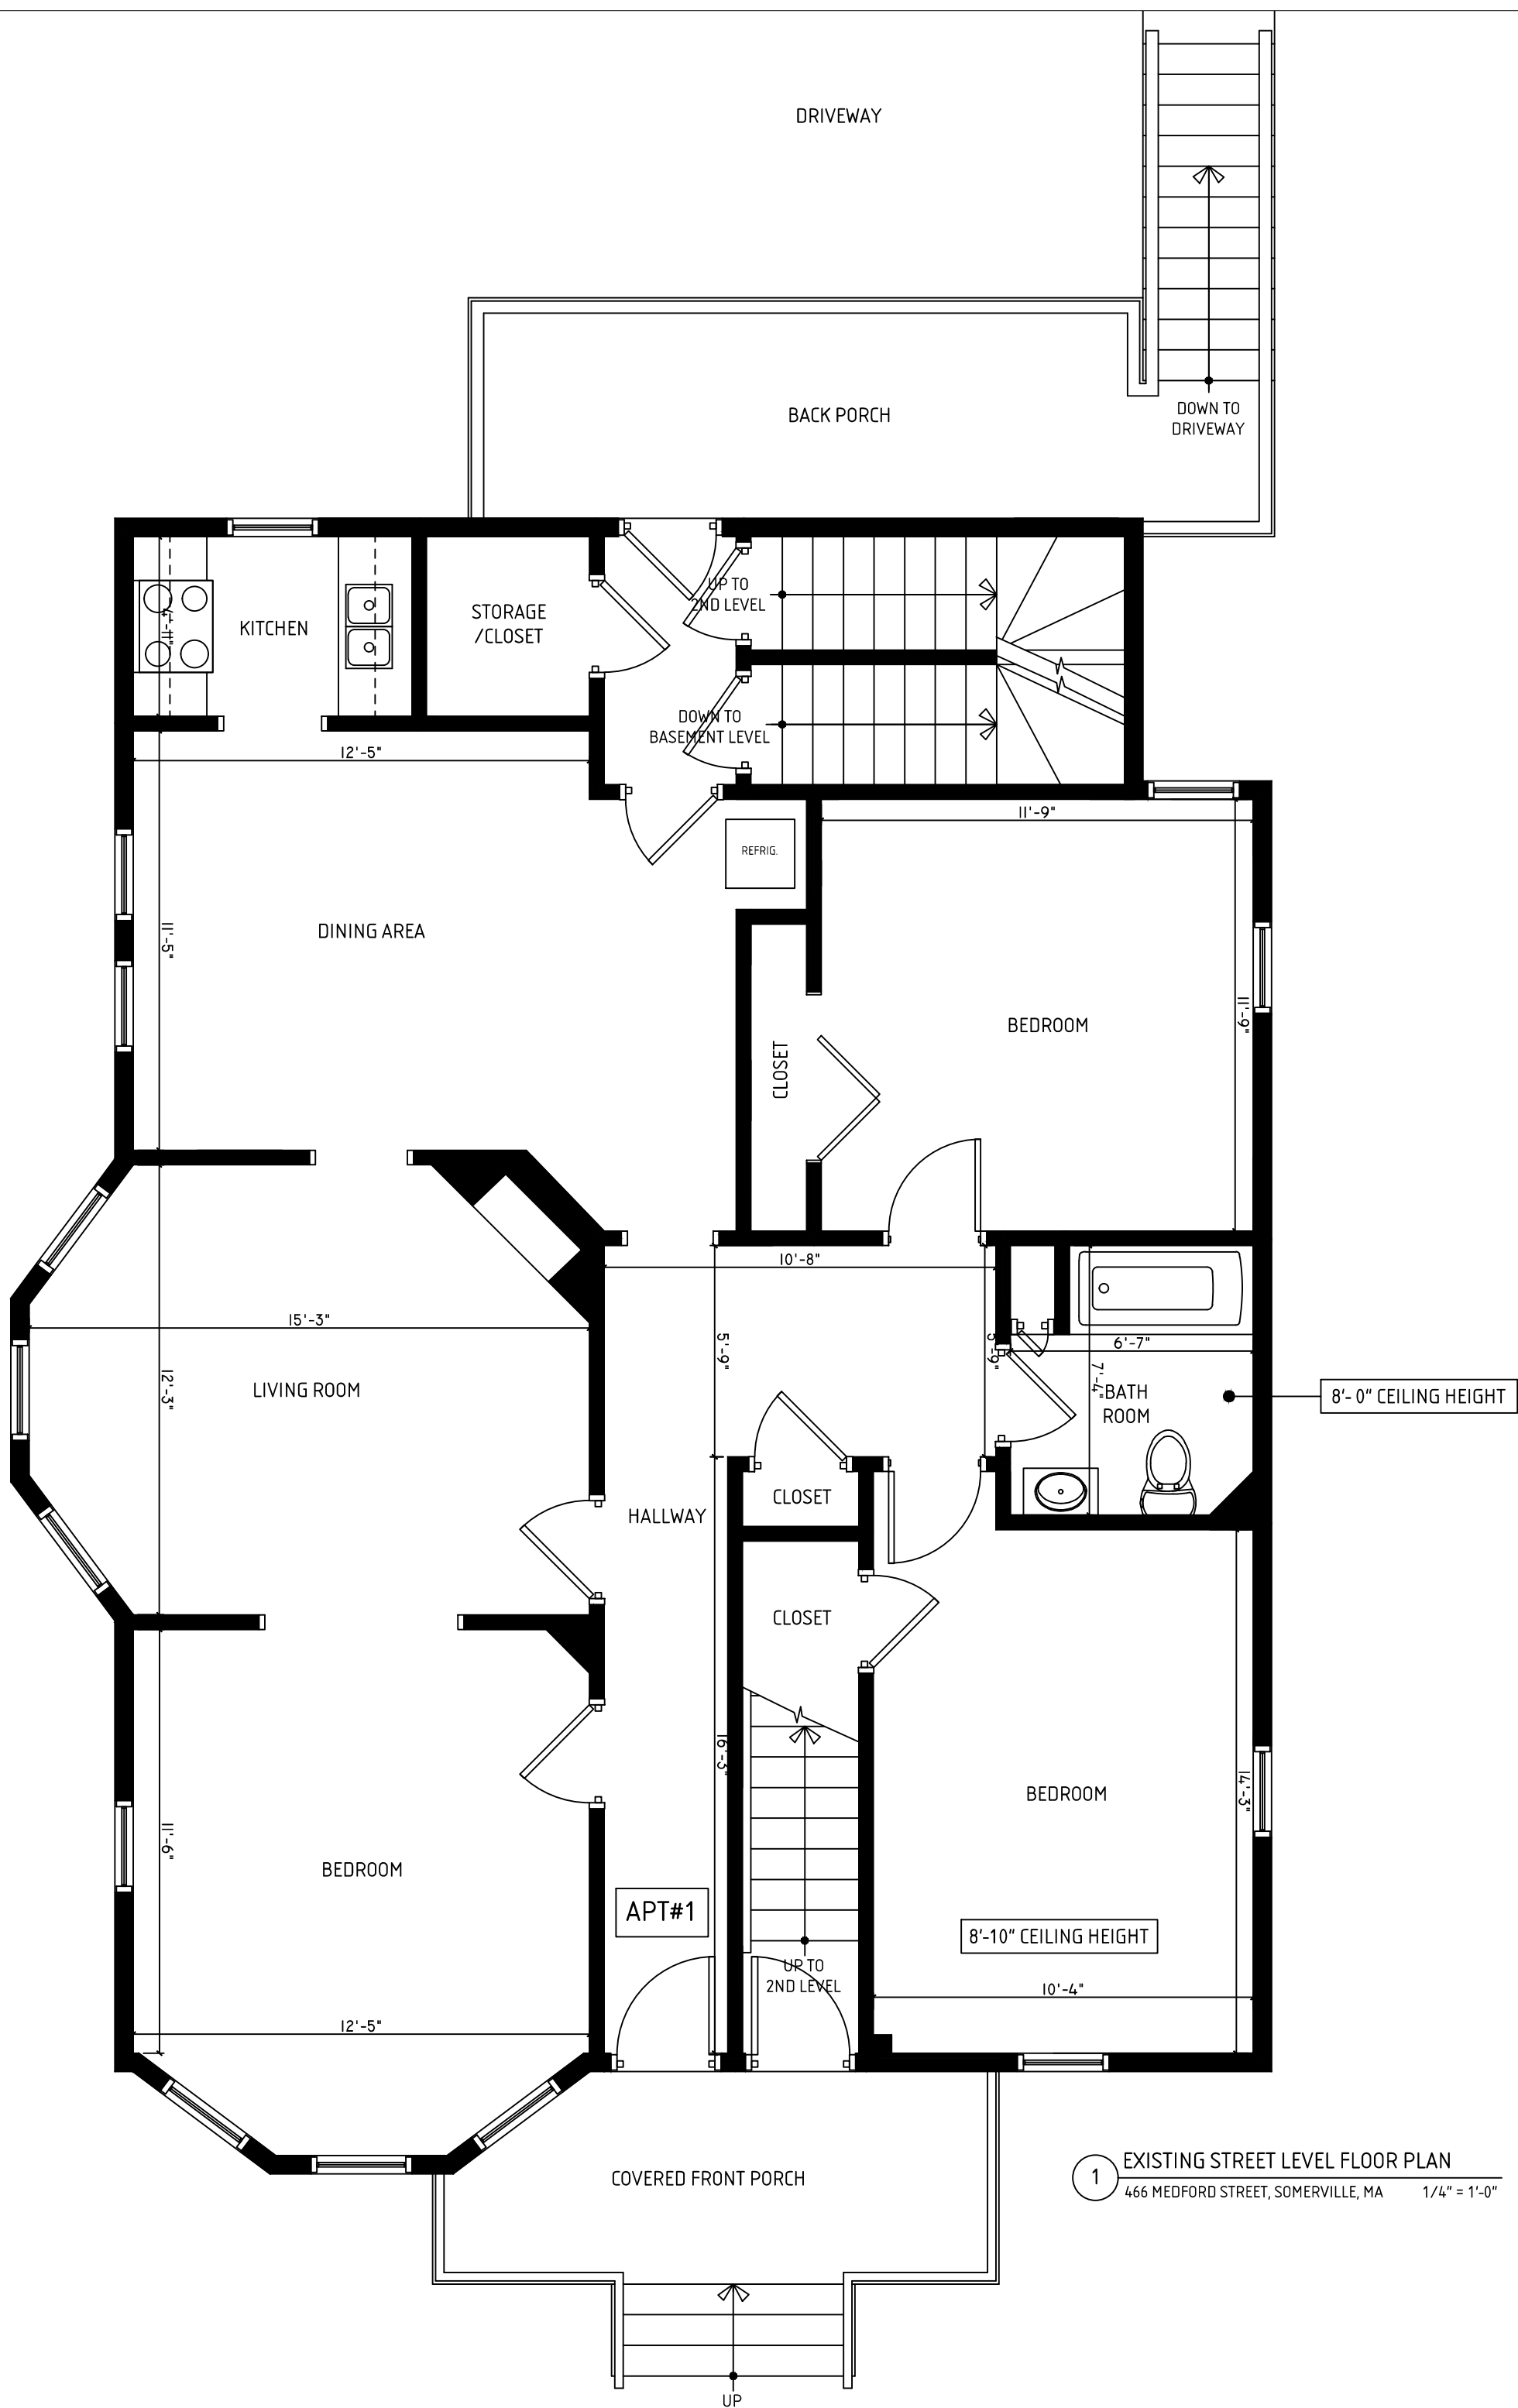 DRIVEWAY
BACK PORCH
DOWN TO
DRIVEWAY
UP TO
2ND LEVEL
STORAGE
/CLOSET
KITCHEN
4'-11"
DOWN TO
BASEMENT LEVEL
12'-5"
11'-9"
REFRIG.
DINING AREA
11'-5"
11'-9"
BEDROOM
CLOSET
10'-8"
15'-3"
5'-9"
5'-9"
6'-7"
7'-4"
12'-3"
LIVING ROOM
BATH
ROOM
8'-0" CEILING HEIGHT
CLOSET
HALLWAY
CLOSET
16'-3"
14'-3"
BEDROOM
11'-6"
BEDROOM
APT#1
8'-10" CEILING HEIGHT
UP TO
2ND LEVEL
10'-4"
12'-5"
COVERED FRONT PORCH
1
EXISTING STREET LEVEL FLOOR PLAN
466 MEDFORD STREET, SOMERVILLE, MA 1/4" = 1'-0"
UP